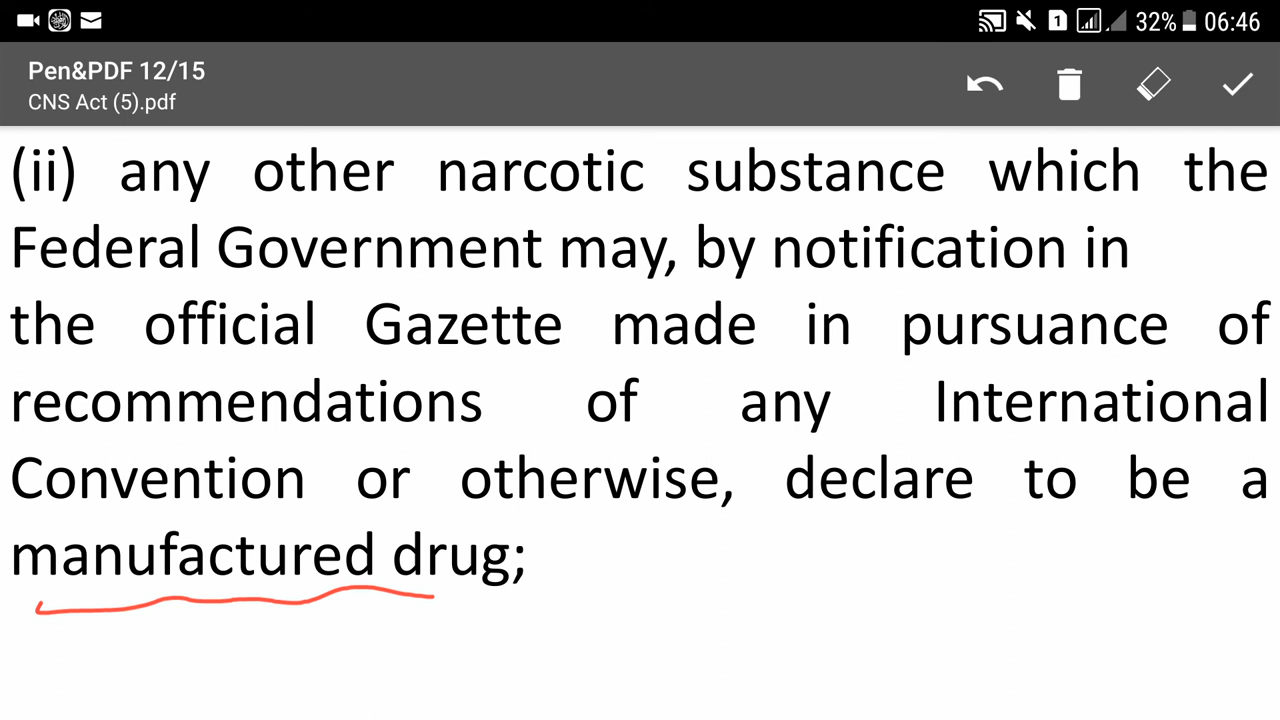 32% 06:46
Pen&PDF 12/15
CNS Act (5).pdf
(ii) any other narcotic substance which the
Federal Government may, by notification in
the official Gazette made in pursuance of
recommendations of any International
Convention or otherwise, declare to be a
manufactured drug;